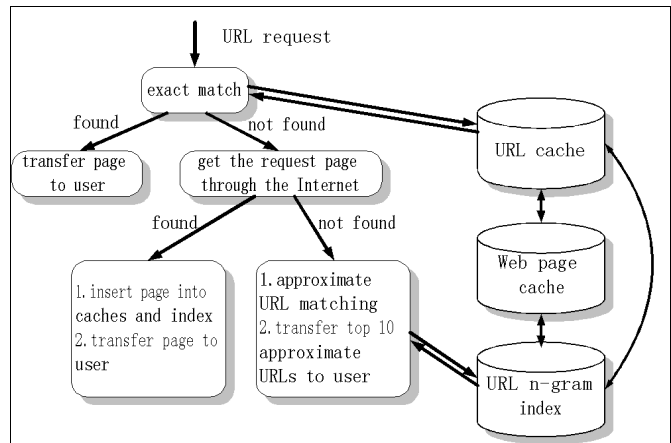 URL request
exact match
found
not found
transfer page
to user
get the request page
through the Internet
found
not found
1.insert page into
caches and index
2.transfer page to
user
1.approximate
URL matching
2.transfer top 10
approximate
URLs to user
URL cache
Web page
cache
URL n-gram
index